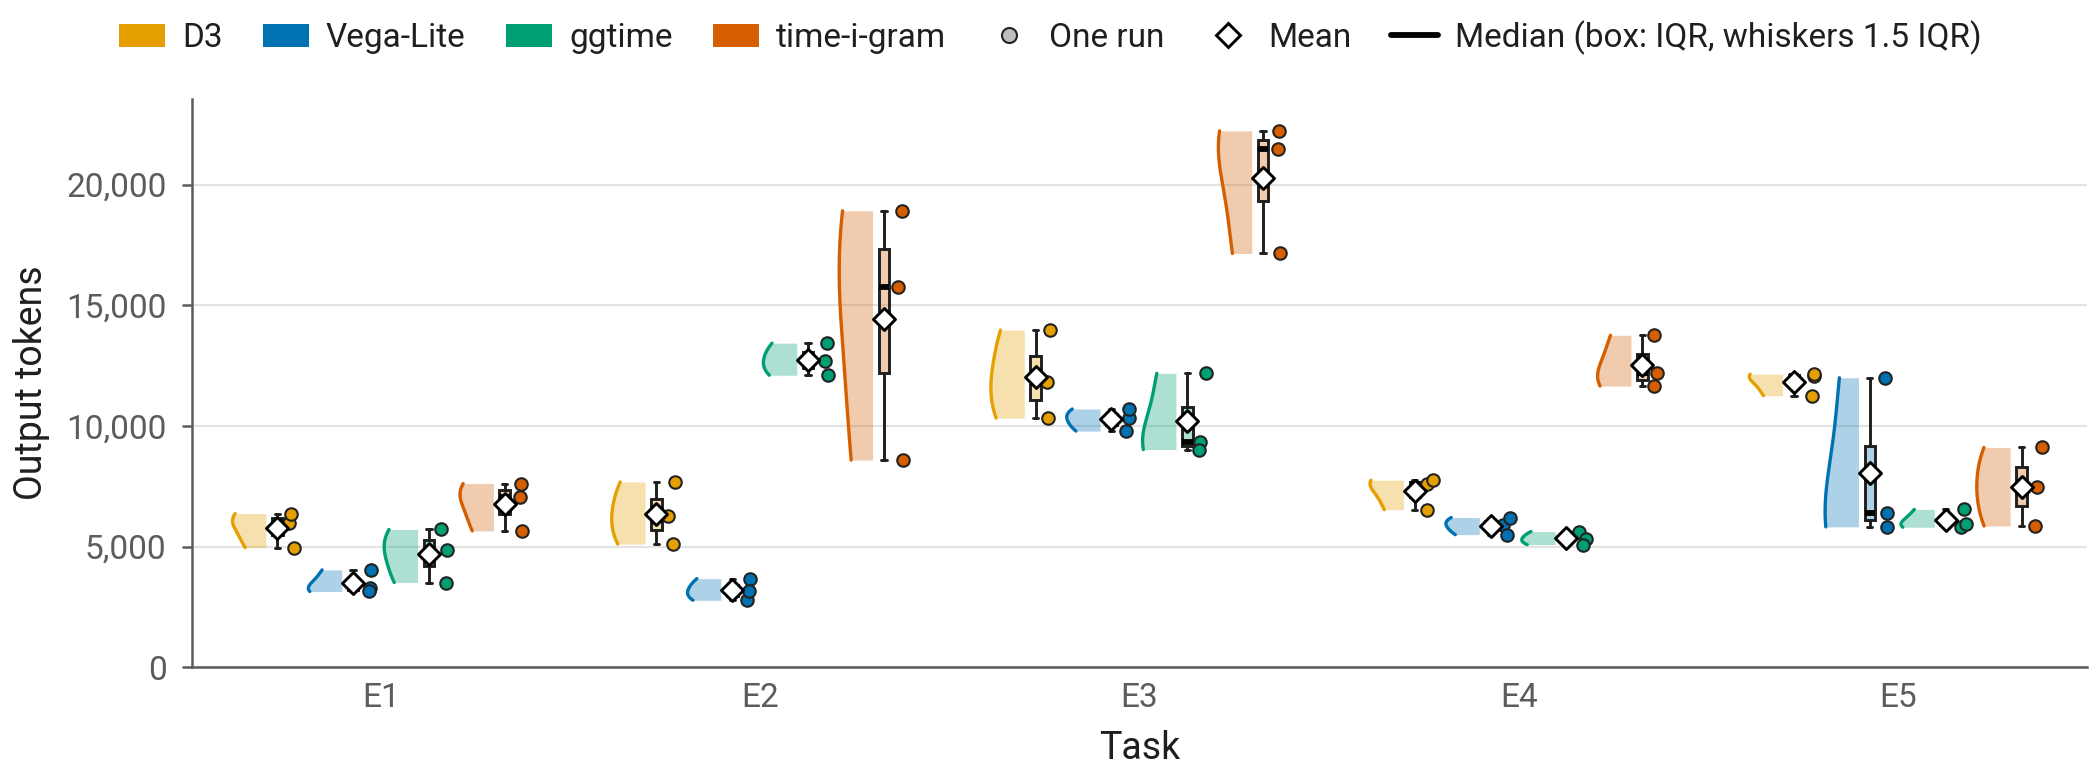 D3 Vega-Lite ggtime time-i-gram One run Mean Median (box: IQR, whiskers 1.5 IQR)
Output tokens
20,000
15,000
10,000
5,000
0
E1 E2 E3 E4 E5
Task